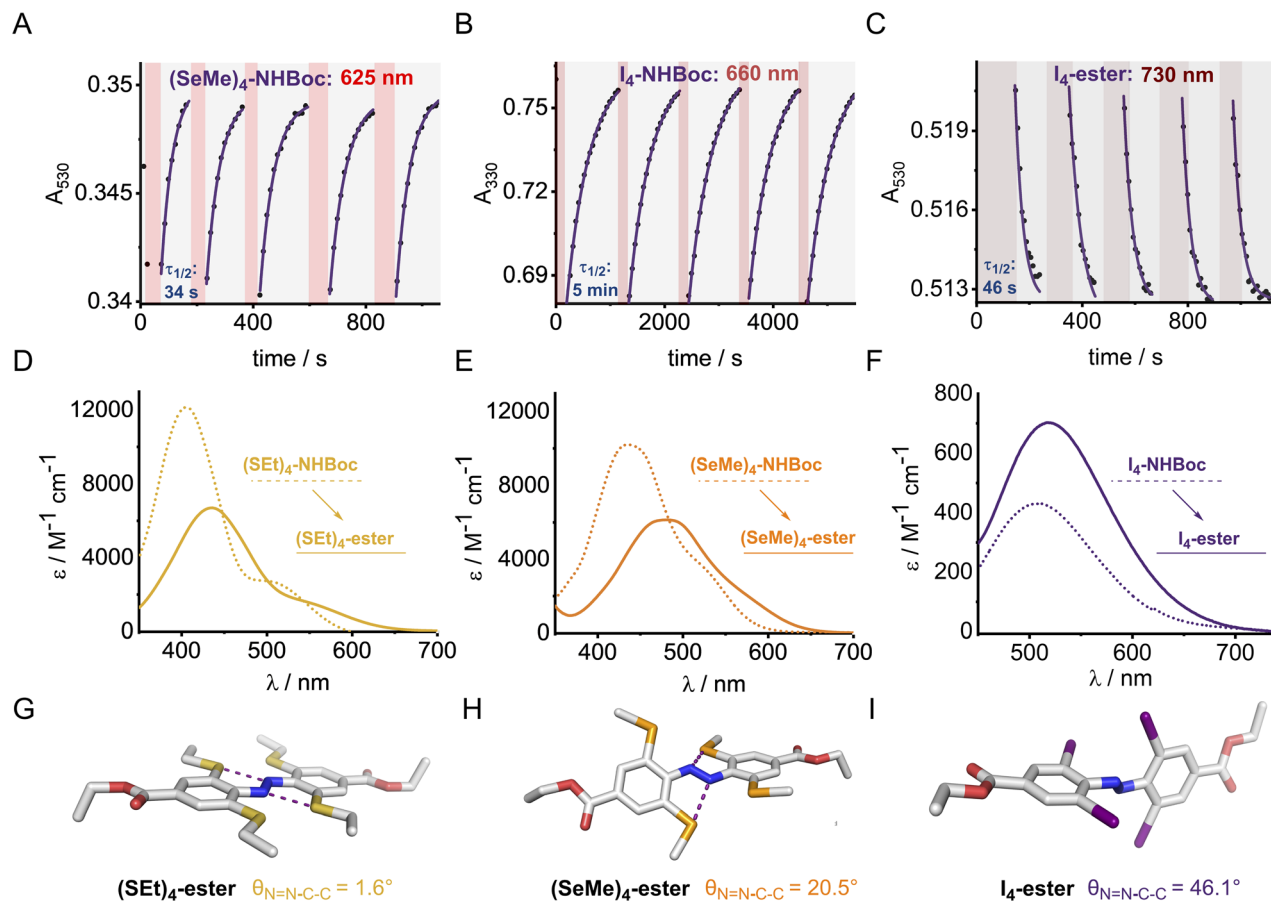 A
B
C
(SeMe)₄-NHBoc: 625 nm
I₄-NHBoc: 660 nm
I₄-ester: 730 nm
0.35
0.345
0.34
A₅₃₀
τ₁/₂:
34 s
0 400 800
time / s
0.75
0.72
0.69
A₃₃₀
τ₁/₂:
5 min
0 2000 4000
time / s
0.519
0.516
0.513
A₅₃₀
τ₁/₂:
46 s
0 400 800
time / s
D
E
F
12000
8000
4000
0
ε / M⁻¹ cm⁻¹
(SEt)₄-NHBoc
(SEt)₄-ester
400 500 600 700
λ / nm
12000
8000
4000
0
ε / M⁻¹ cm⁻¹
(SeMe)₄-NHBoc
(SeMe)₄-ester
400 500 600 700
λ / nm
800
600
400
200
0
ε / M⁻¹ cm⁻¹
I₄-NHBoc
I₄-ester
500 600 700
λ / nm
G
H
I
(SEt)₄-ester θN=N-C-C = 1.6°
(SeMe)₄-ester θN=N-C-C = 20.5°
I₄-ester θN=N-C-C = 46.1°